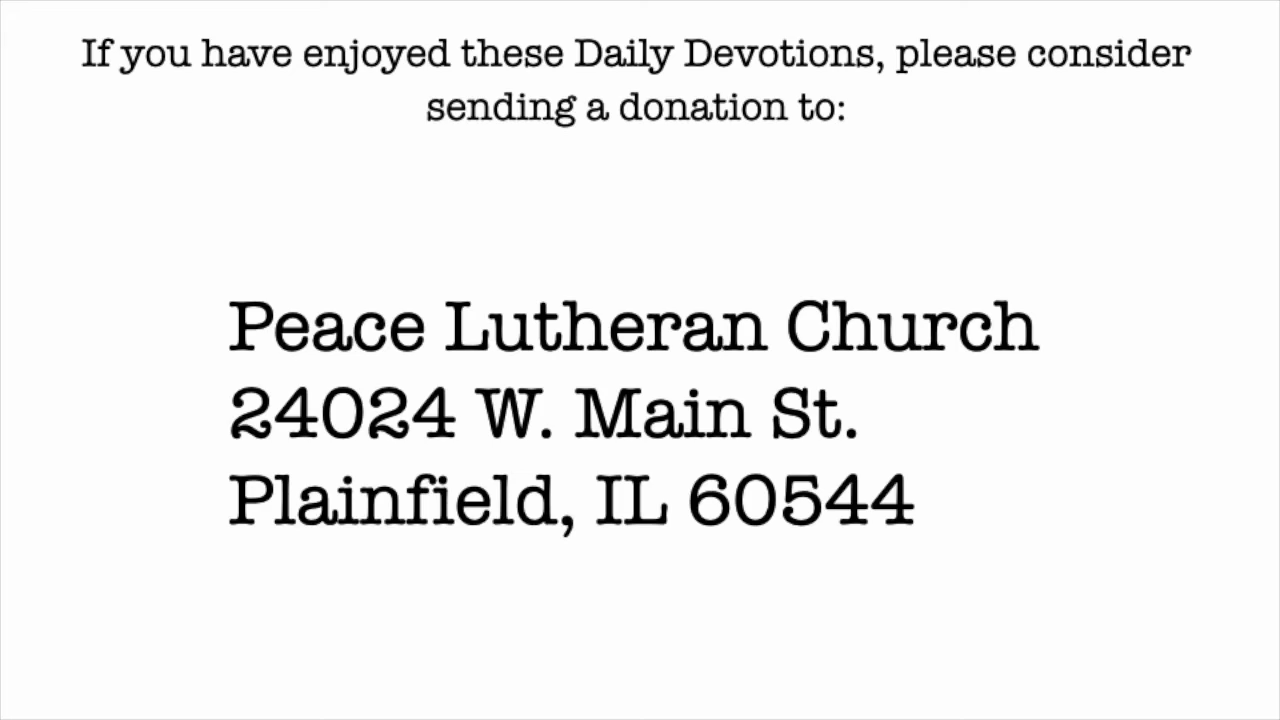 If you have enjoyed these Daily Devotions, please consider
sending a donation to:
Peace Lutheran Church
24024 W. Main St.
Plainfield, IL 60544